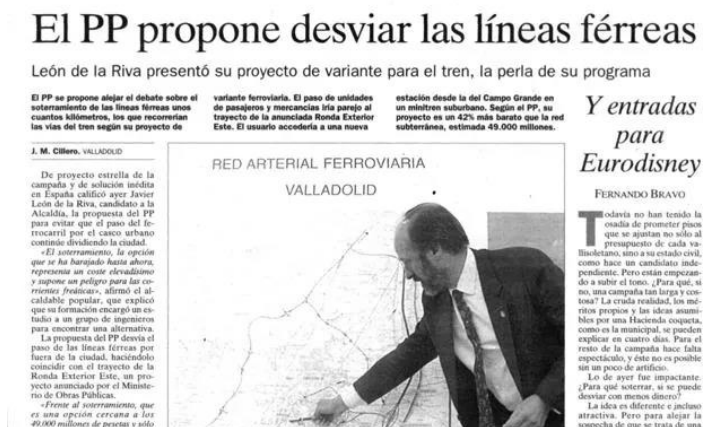 El PP propone desviar las líneas férreas
León de la Riva presentó su proyecto de variante para el tren, la perla de su programa
El PP se propone alejar el debate sobre el
soterramiento de las líneas férreas unos
cuantos kilómetros, los que recorrerían
las vías del tren según su proyecto de
variante ferroviaria. El paso de unidades
de pasajeros y mercancías iría parejo al
trayecto de la anunciada Ronda Exterior
Este. El usuario accedería a una nueva
estación desde la del Campo Grande en
un minitren suburbano. Según el PP, su
proyecto es un 42% más barato que la red
subterránea, estimada 49.000 millones.
J. M. Cillero. VALLADOLID
De proyecto estrella de la
campaña y de solución inédita
en España calificó ayer Javier
León de la Riva, candidato a la
Alcaldía, la propuesta del PP
para evitar que el paso del fe-
rrocarril por el casco urbano
continúe dividiendo la ciudad.
«El soterramiento, la opción
que se ha barajado hasta ahora,
representa un coste elevadísimo
y supone un peligro para las co-
rrientes freáticas», afirmó el al-
caldable popular, que explicó
que su formación encargó un es-
tudio a un grupo de ingenieros
para encontrar una alternativa.
La propuesta del PP desvía el
paso de las líneas férreas por
fuera de la ciudad, haciéndolo
coincidir con el trayecto de la
Ronda Exterior Este, un pro-
yecto anunciado por el Ministe-
rio de Obras Públicas.
«Frente al soterramiento, que
es una opción cercana a los
49.000 millones de pesetas y sólo
RED ARTERIAL FERROVIARIA
VALLADOLID
Y entradas
para
Eurodisney
FERNANDO BRAVO
Todavía no han tenido la
osadía de prometer pisos
que se ajustan no sólo al
presupuesto de cada va-
llisoletano, sino a su estado civil,
como hace un candidato inde-
pendiente. Pero están empezan-
do a subir el tono. ¿Para qué, si
no, una campaña tan larga y cos-
tosa? La cruda realidad, los mé-
ritos propios y las ideas asumi-
bles por una Hacienda coqueta,
como es la municipal, se pueden
explicar en cuatro días. Para el
resto de la campaña hace falta
espectáculo, y éste no es posible
sin un poco de artificio.
Lo de ayer fue impactante.
¿Para qué soterrar, si se puede
desviar con menos dinero?
La idea es diferente e incluso
atractiva. Pero para alejar la
sospecha de que se trata de una